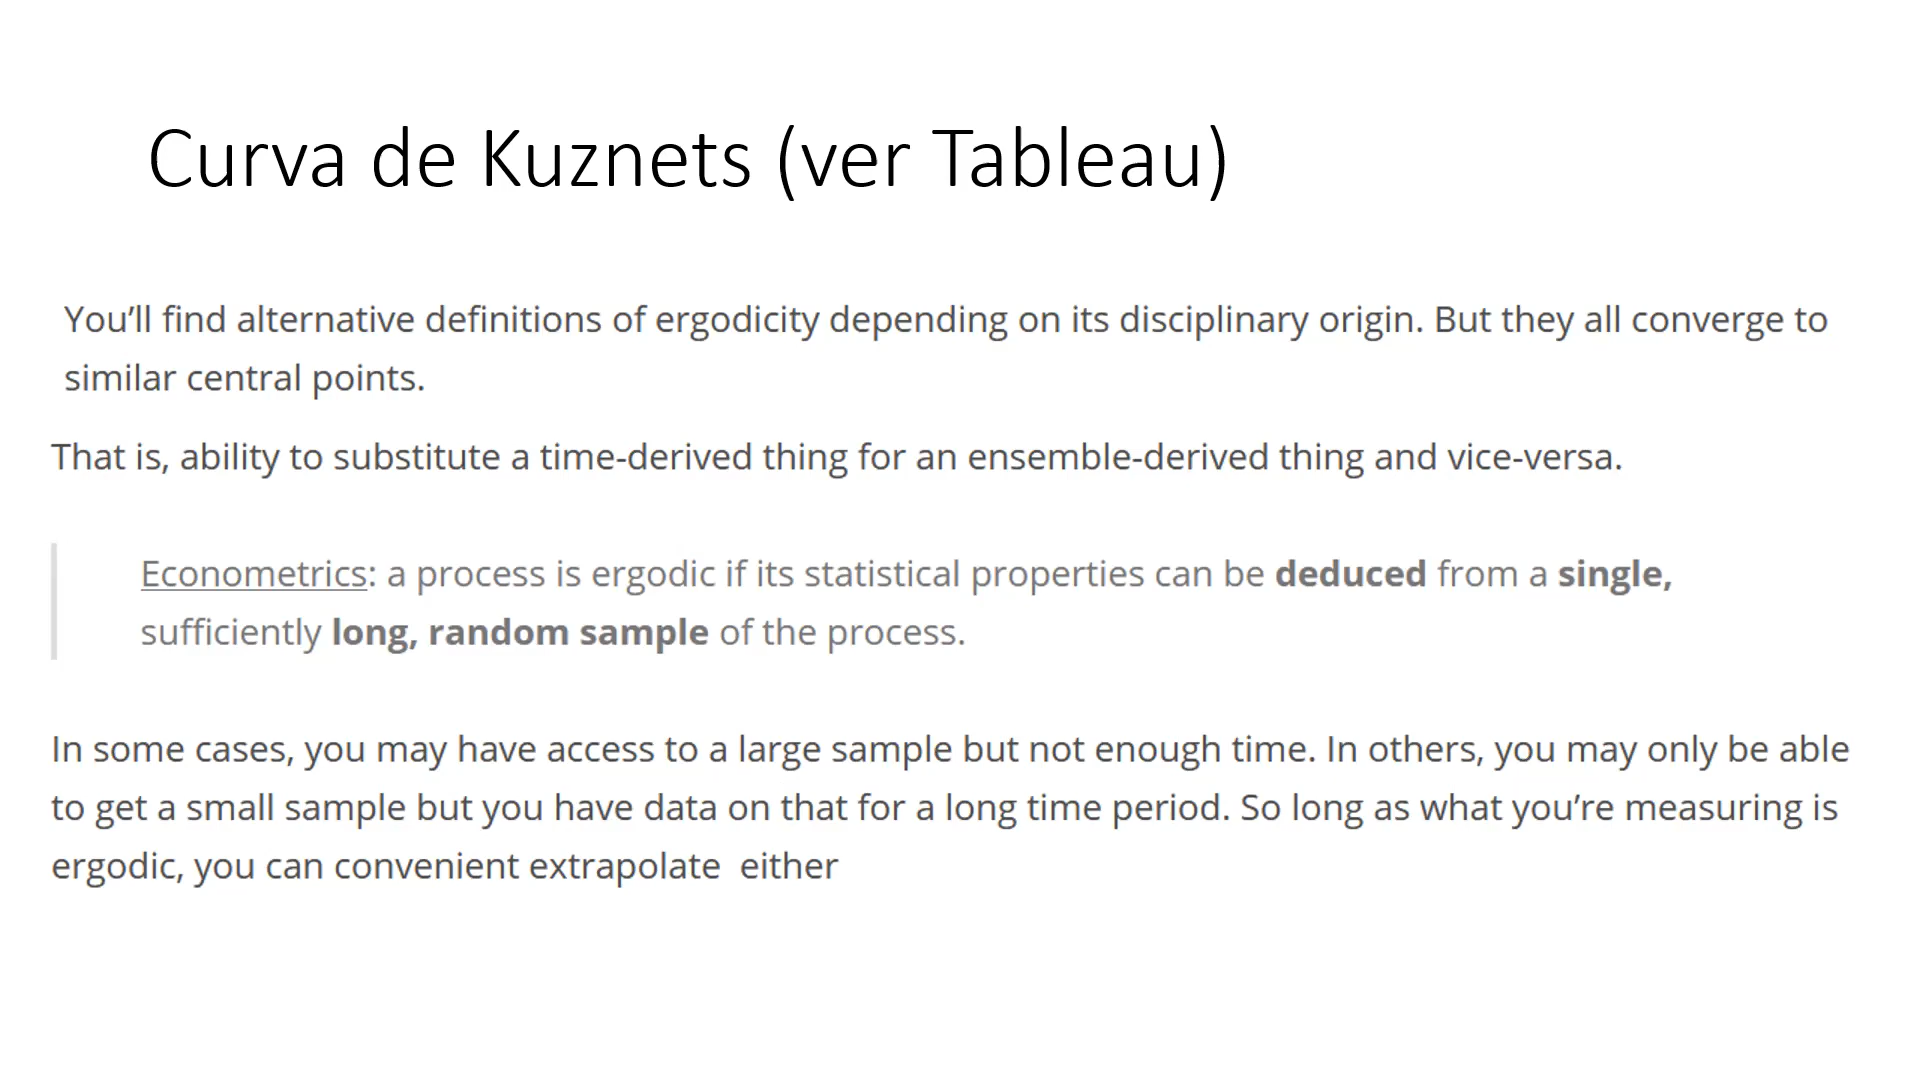 Curva de Kuznets (ver Tableau)
You’ll find alternative definitions of ergodicity depending on its disciplinary origin. But they all converge to
similar central points.
That is, ability to substitute a time-derived thing for an ensemble-derived thing and vice-versa.
Econometrics: a process is ergodic if its statistical properties can be deduced from a single,
sufficiently long, random sample of the process.
In some cases, you may have access to a large sample but not enough time. In others, you may only be able
to get a small sample but you have data on that for a long time period. So long as what you’re measuring is
ergodic, you can convenient extrapolate either